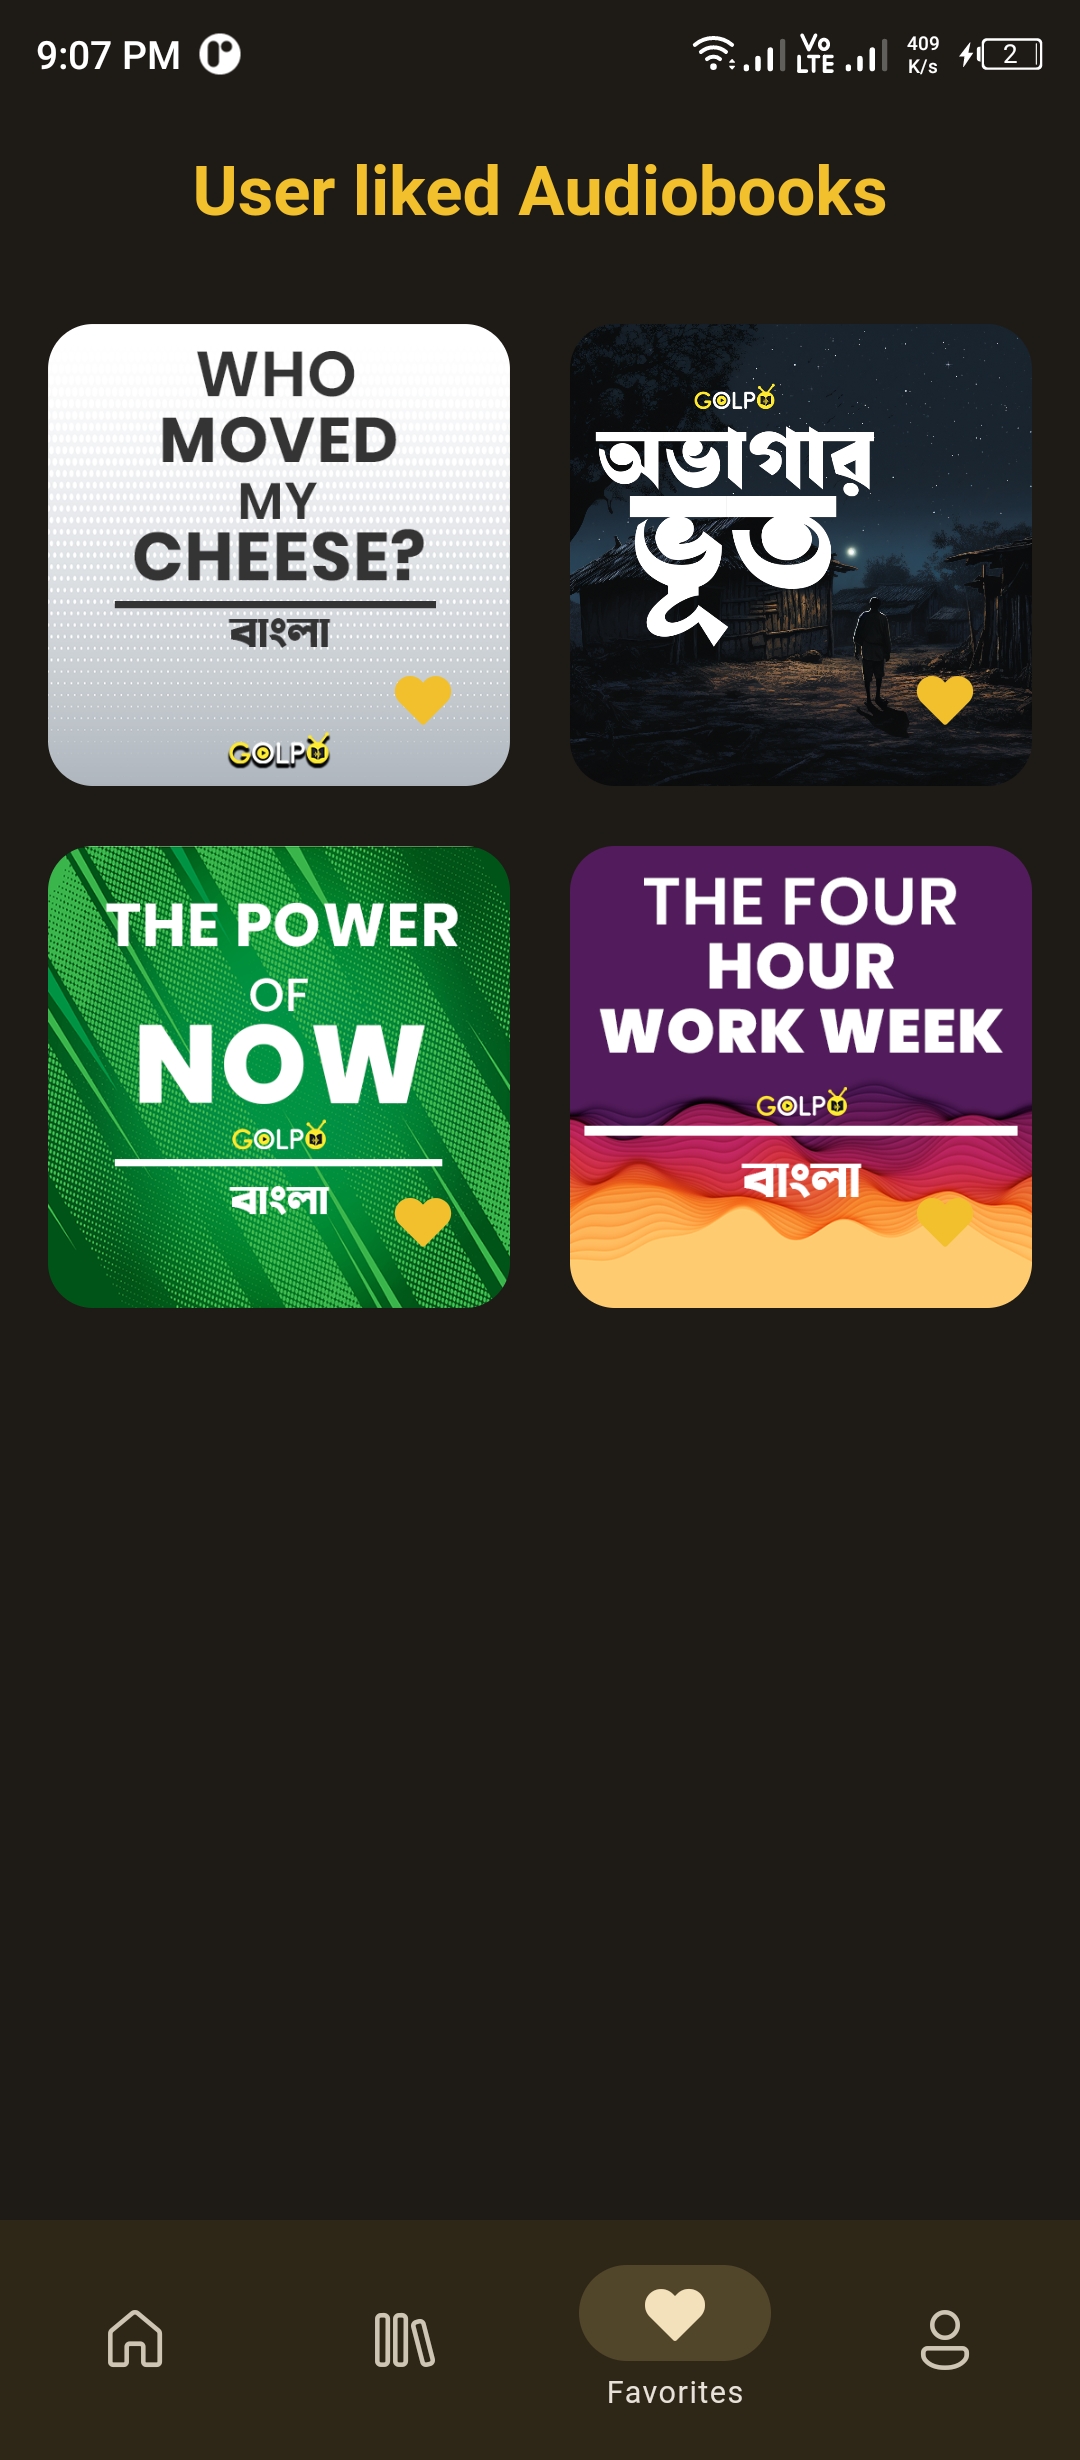 9:07 PM
Vo LTE
409 K/s
2
User liked Audiobooks
WHO
MOVED
MY
CHEESE?
বাংলা
GOLPO
GOLPO
অভাগার
ভূত
THE POWER
OF
NOW
GOLPO
বাংলা
THE FOUR
HOUR
WORK WEEK
GOLPO
বাংলা
Favorites